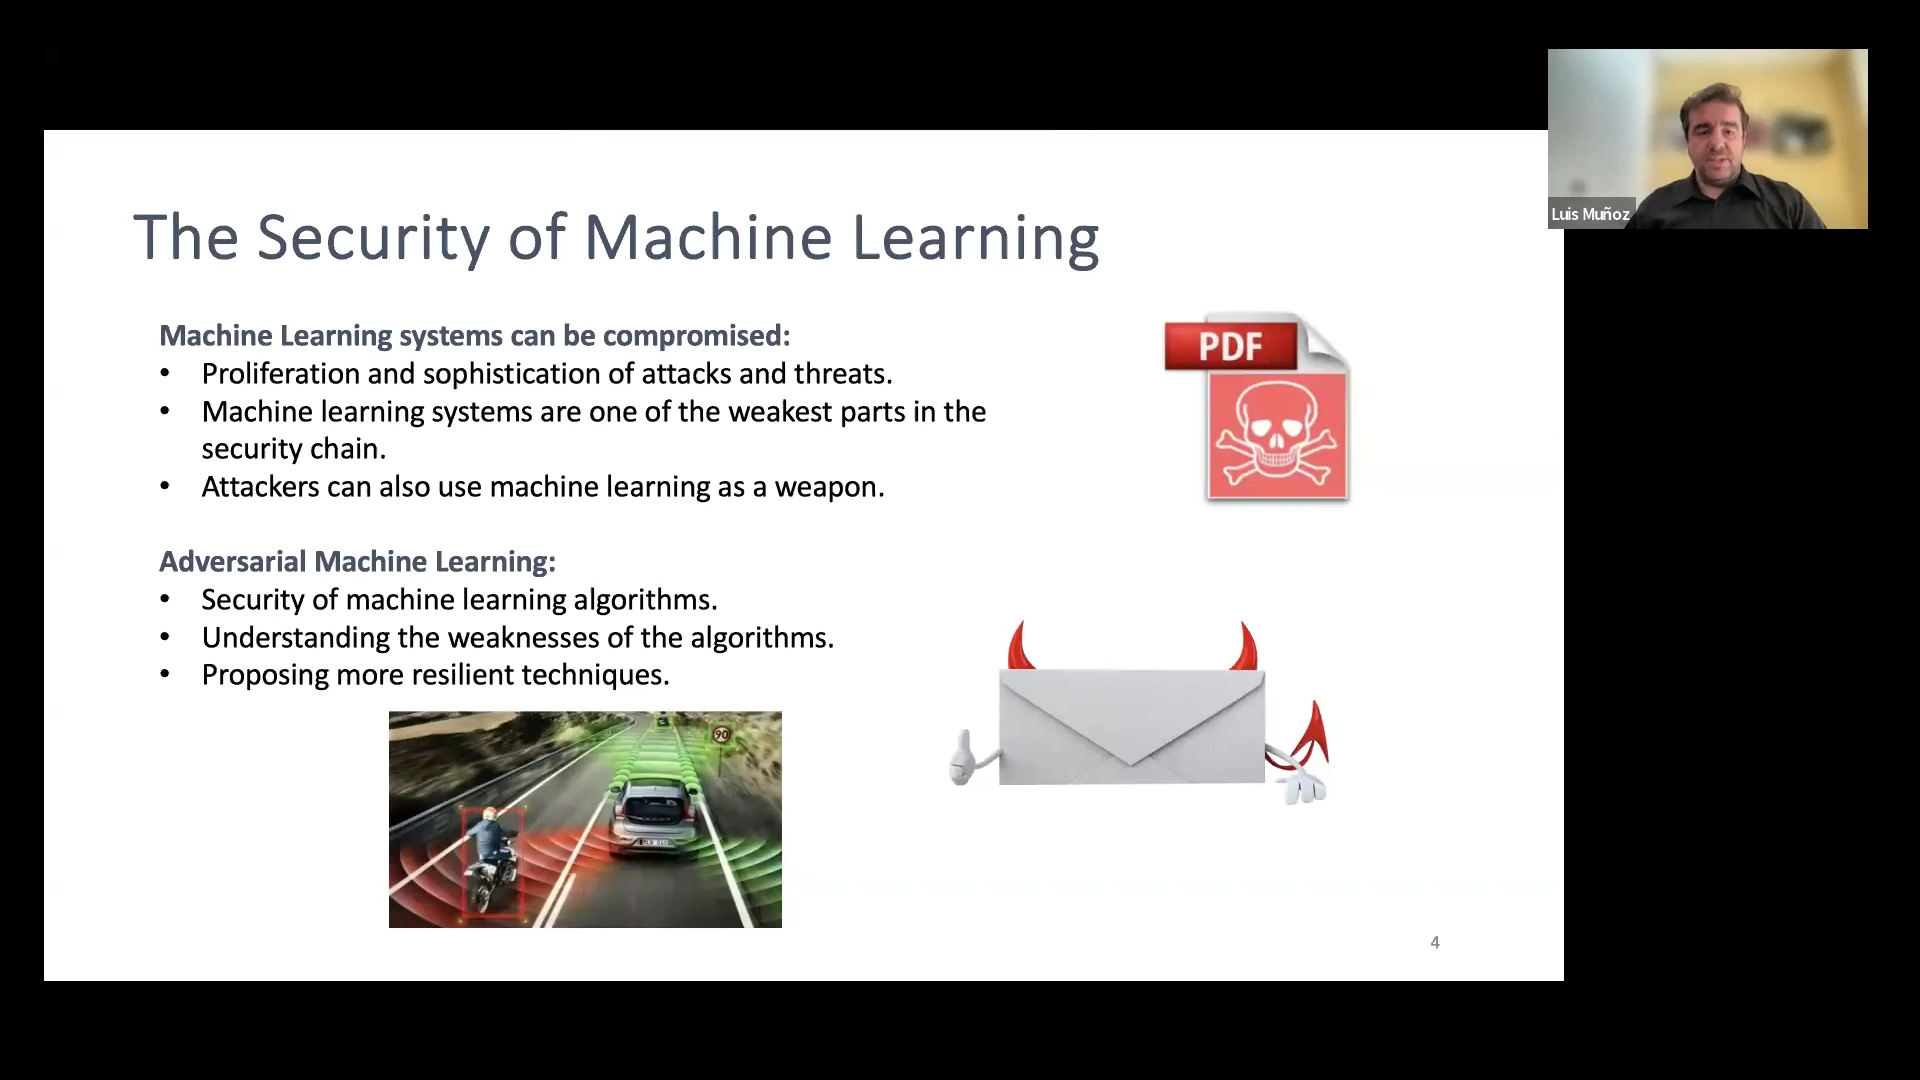 Luis Muñoz
The Security of Machine Learning
Machine Learning systems can be compromised:
• Proliferation and sophistication of attacks and threats.
• Machine learning systems are one of the weakest parts in the
security chain.
• Attackers can also use machine learning as a weapon.
PDF
Adversarial Machine Learning:
• Security of machine learning algorithms.
• Understanding the weaknesses of the algorithms.
• Proposing more resilient techniques.
90
4